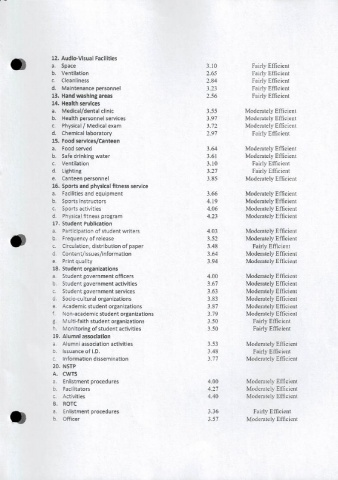 12. Audio-Visual Facilities
a. Space 3.10 Fairly Efficient
b. Ventilation 2.65 Fairly Efficient
c. Cleanliness 2.84 Fairly Efficient
d. Maintenance personnel 3.23 Fairly Efficient
13. Hand washing areas 2.56 Fairly Efficient
14. Health services
a. Medical/dental clinic 3.55 Moderately Efficient
b. Health personnel services 3.97 Moderately Efficient
c. Physical / Medical exam 3.72 Moderately Efficient
d. Chemical laboratory 2.97 Fairly Efficient
15. Food services/Canteen
a. Food served 3.64 Moderately Efficient
b. Safe drinking water 3.61 Moderately Efficient
c. Ventilation 3.10 Fairly Efficient
d. Lighting 3.27 Fairly Efficient
e. Canteen personnel 3.85 Moderately Efficient
16. Sports and physical fitness service
a. Facilities and equipment 3.66 Moderately Efficient
b. Sports instructors 4.19 Moderately Efficient
c. Sports activities 4.06 Moderately Efficient
d. Physical fitness program 4.23 Moderately Efficient
17. Student Publication
a. Participation of student writers 4.03 Moderately Efficient
b. Frequency of release 3.52 Moderately Efficient
c. Circulation, distribution of paper 3.48 Fairly Efficient
d. Content/issues/information 3.64 Moderately Efficient
e. Print quality 3.94 Moderately Efficient
18. Student organizations
a. Student government officers 4.00 Moderately Efficient
b. Student government activities 3.67 Moderately Efficient
c. Student government services 3.63 Moderately Efficient
d. Socio-cultural organizations 3.83 Moderately Efficient
e. Academic student organizations 3.87 Moderately Efficient
f. Non-academic student organizations 3.79 Moderately Efficient
g. Multi-faith student organizations 3.50 Fairly Efficient
h. Monitoring of student activities 3.50 Fairly Efficient
19. Alumni association
a. Alumni association activities 3.53 Moderately Efficient
b. Issuance of I.D. 3.48 Fairly Efficient
c. Information dissemination 3.77 Moderately Efficient
20. NSTP
A. CWTS
a. Enlistment procedures 4.00 Moderately Efficient
b. Facilitators 4.27 Moderately Efficient
c. Activities 4.40 Moderately Efficient
B. ROTC
a. Enlistment procedures 3.36 Fairly Efficient
b. Officer 3.57 Moderately Efficient